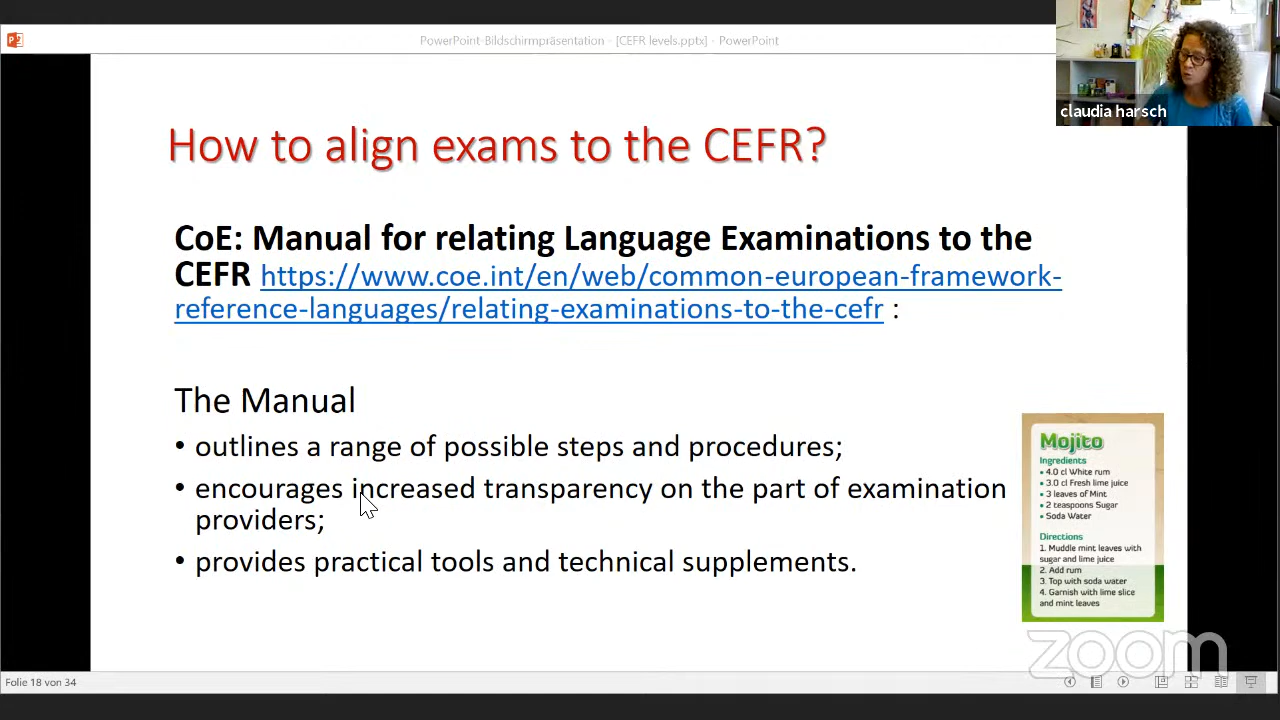 PowerPoint-Bildschirmpräsentation - [CEFR levels.pptx] - PowerPoint
claudia harsch
How to align exams to the CEFR?
CoE: Manual for relating Language Examinations to the
CEFR https://www.coe.int/en/web/common-european-framework-
reference-languages/relating-examinations-to-the-cefr :
The Manual
• outlines a range of possible steps and procedures;
• encourages increased transparency on the part of examination
providers;
• provides practical tools and technical supplements.
Mojito
Ingredients
• 4.0 cl White rum
• 3.0 cl Fresh lime juice
• 3 leaves of Mint
• 2 teaspoons Sugar
• Soda Water
Directions
1. Muddle mint leaves with
sugar and lime juice
2. Add rum
3. Top with soda water
4. Garnish with lime slice
and mint leaves
zoom
Folie 18 von 34